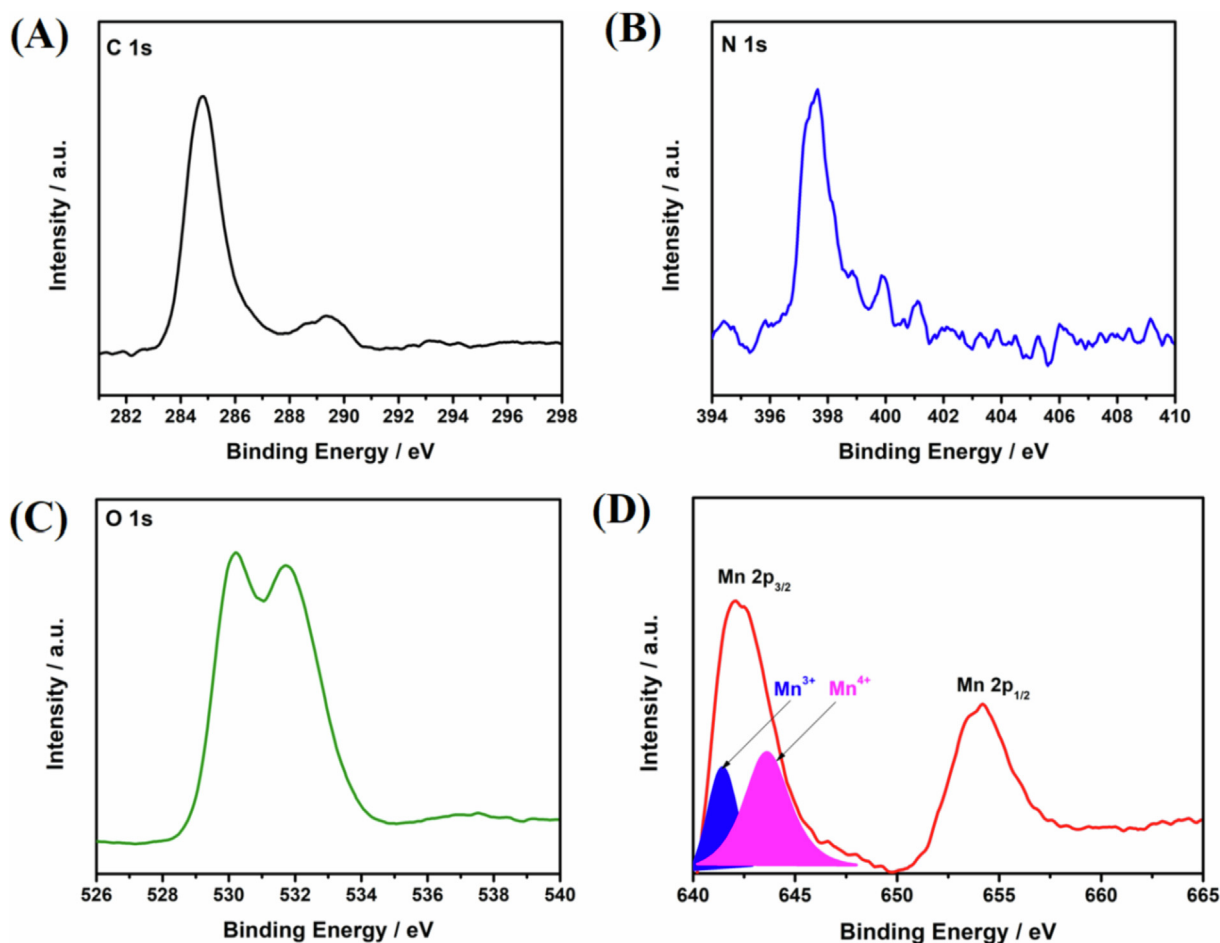 (A)
C 1s
Intensity / a.u.
282 284 286 288 290 292 294 296 298
Binding Energy / eV
(B)
N 1s
Intensity / a.u.
394 396 398 400 402 404 406 408 410
Binding Energy / eV
(C)
O 1s
Intensity / a.u.
526 528 530 532 534 536 538 540
Binding Energy / eV
(D)
Mn 2p3/2
Mn3+ Mn4+
Mn 2p1/2
Intensity / a.u.
640 645 650 655 660 665
Binding Energy / eV